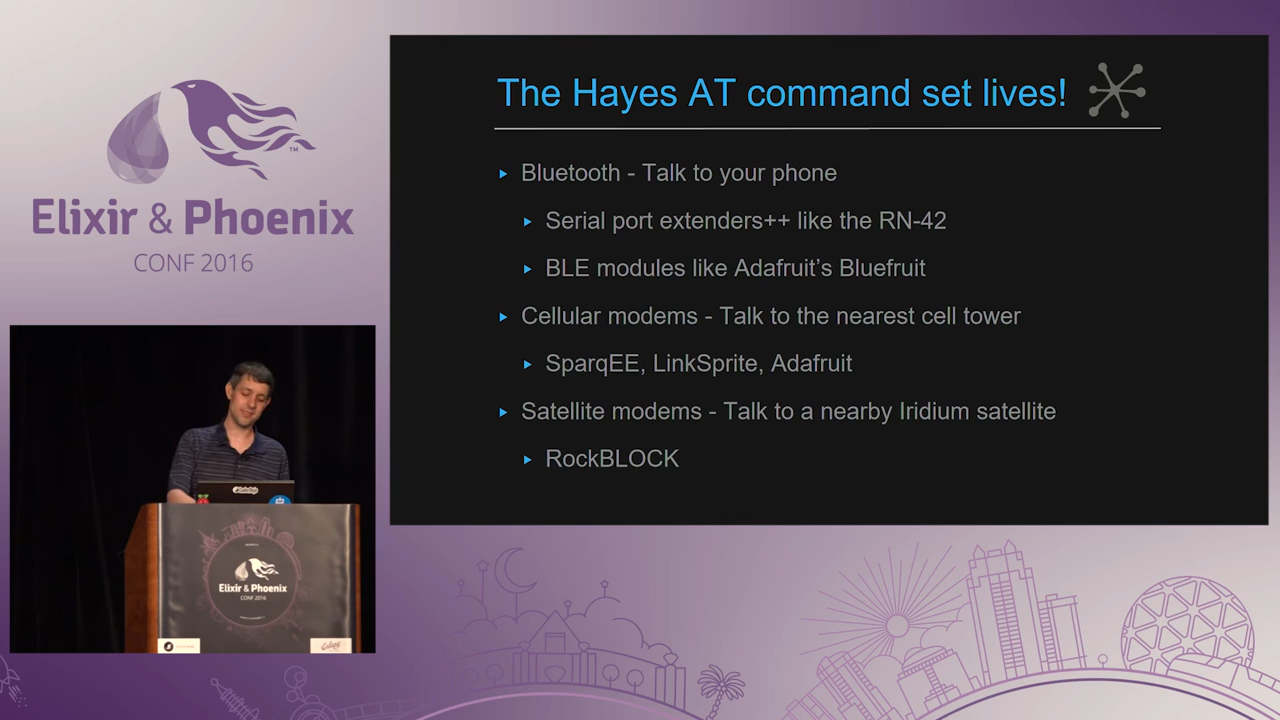 The Hayes AT command set lives!
Bluetooth - Talk to your phone
Serial port extenders++ like the RN-42
BLE modules like Adafruit’s Bluefruit
Cellular modems - Talk to the nearest cell tower
SparqEE, LinkSprite, Adafruit
Satellite modems - Talk to a nearby Iridium satellite
RockBLOCK
TM
Elixir & Phoenix
CONF 2016
Elixir & Phoenix
CONF 2016